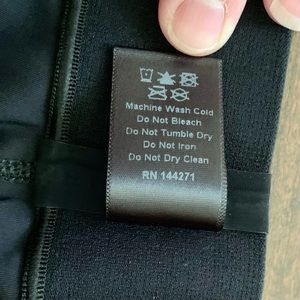 Machine Wash Cold
Do Not Bleach
Do Not Tumble Dry
Do Not Iron
Do Not Dry Clean
RN 144271